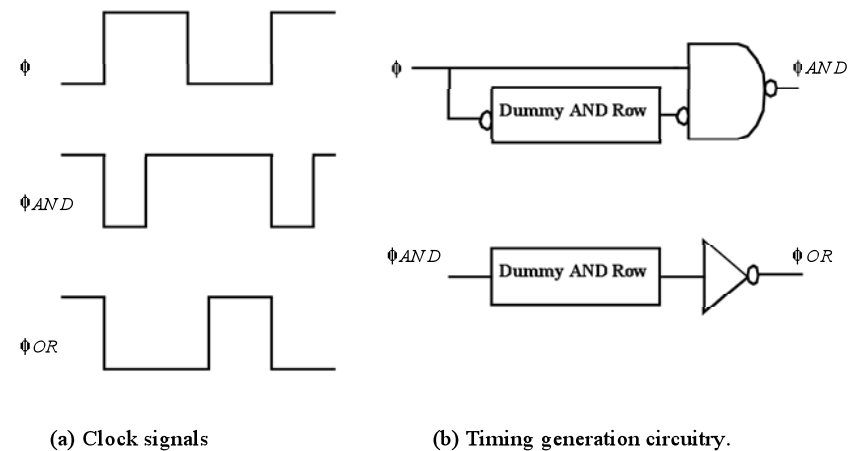 ϕ
ϕAND
ϕOR
(a) Clock signals
ϕ
Dummy AND Row
ϕAND
ϕAND
Dummy AND Row
ϕOR
(b) Timing generation circuitry.